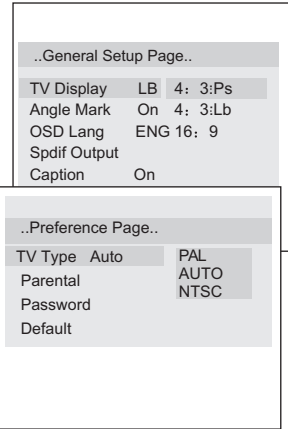 ..General Setup Page..
TV Display LB 4：3:Ps
Angle Mark On 4：3:Lb
OSD Lang ENG 16：9
Spdif Output
Caption On
..Preference Page..
TV Type Auto PAL
Parental AUTO
NTSC
Password
Default